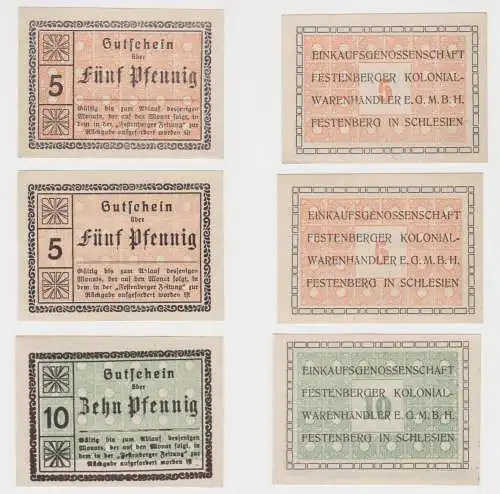 Gutschein
über
5
Fünf Pfennig
Gültig bis zum Ablauf desjenigen
Monats, der auf den Monat folgt, in
dem in der „Festenberger Zeitung" zur
Rückgabe aufgefordert worden ist
EINKAUFSGENOSSENSCHAFT
FESTENBERGER KOLONIAL-
WARENHÄNDLER E.G.M.B.H.
FESTENBERG IN SCHLESIEN
5
Gutschein
über
5
Fünf Pfennig
Gültig bis zum Ablauf desjenigen
Monats, der auf den Monat folgt, in
dem in der „Festenberger Zeitung" zur
Rückgabe aufgefordert worden ist
EINKAUFSGENOSSENSCHAFT
FESTENBERGER KOLONIAL-
WARENHÄNDLER E.G.M.B.H.
FESTENBERG IN SCHLESIEN
5
Gutschein
über
10
Zehn Pfennig
Gültig bis zum Ablauf desjenigen
Monats, der auf den Monat folgt, in
dem in der „Festenberger Zeitung" zur
Rückgabe aufgefordert worden ist
EINKAUFSGENOSSENSCHAFT
FESTENBERGER KOLONIAL-
WARENHÄNDLER E.G.M.B.H.
FESTENBERG IN SCHLESIEN
10